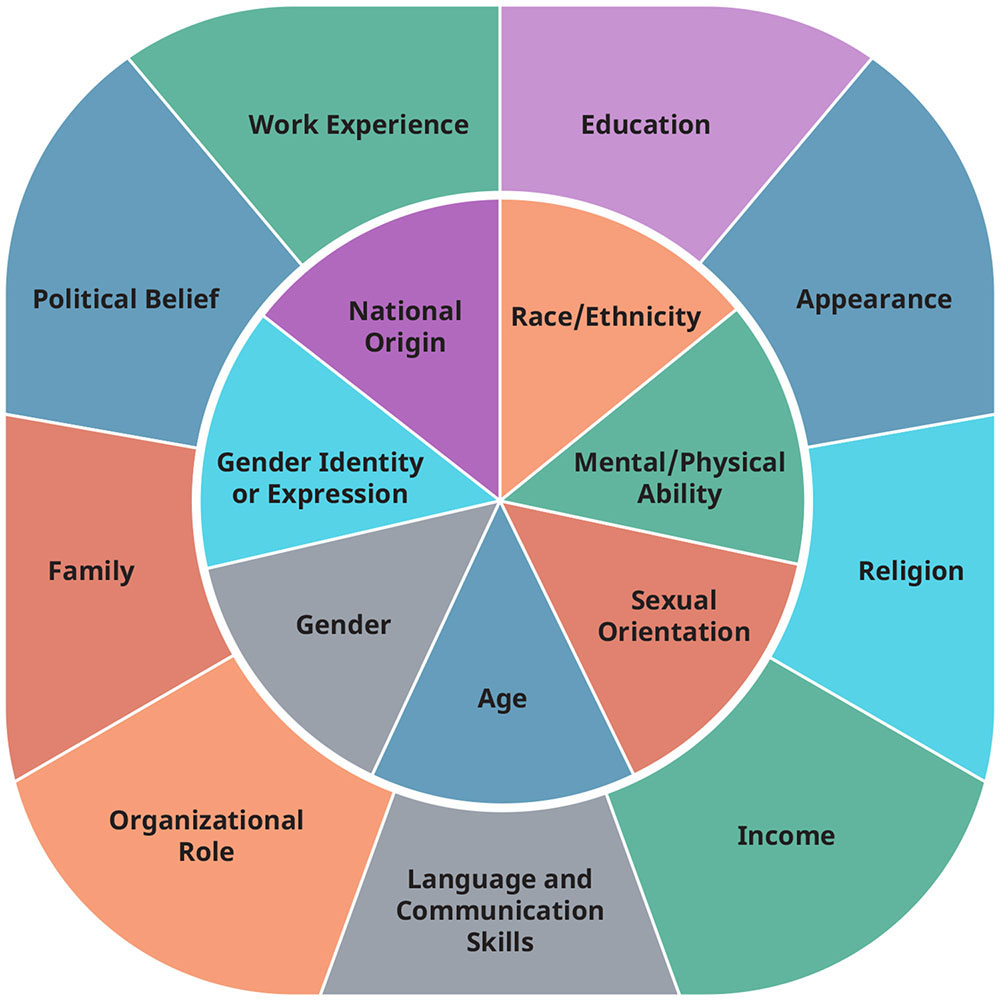 Work Experience
Education
Political Belief
Appearance
National
Origin
Race/Ethnicity
Gender Identity
or Expression
Mental/Physical
Ability
Family
Religion
Gender
Sexual
Orientation
Age
Organizational
Role
Income
Language and
Communication
Skills